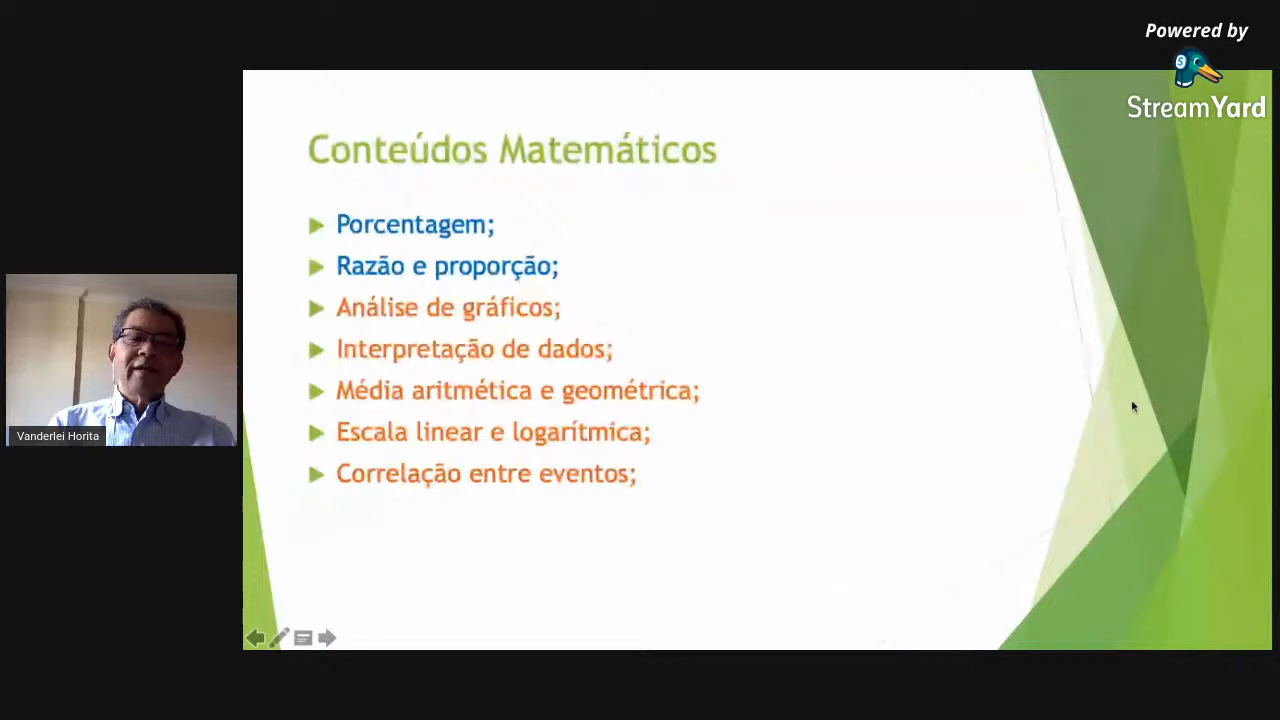 Powered by
StreamYard
Conteúdos Matemáticos
Porcentagem;
Razão e proporção;
Análise de gráficos;
Interpretação de dados;
Média aritmética e geométrica;
Escala linear e logarítmica;
Correlação entre eventos;
Vanderlei Horita